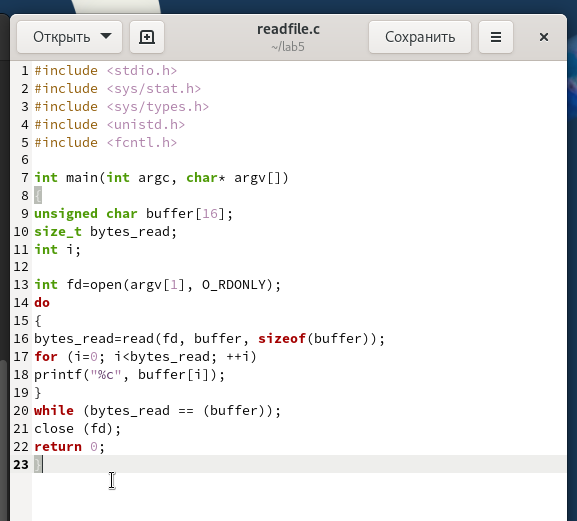 Открыть
readfile.c
~/lab5
Сохранить
1 #include <stdio.h>
2 #include <sys/stat.h>
3 #include <sys/types.h>
4 #include <unistd.h>
5 #include <fcntl.h>
6
7 int main(int argc, char* argv[])
8 {
9 unsigned char buffer[16];
10 size_t bytes_read;
11 int i;
12
13 int fd=open(argv[1], O_RDONLY);
14 do
15 {
16 bytes_read=read(fd, buffer, sizeof(buffer));
17 for (i=0; i<bytes_read; ++i)
18 printf("%c", buffer[i]);
19 }
20 while (bytes_read == (buffer));
21 close (fd);
22 return 0;
23 }